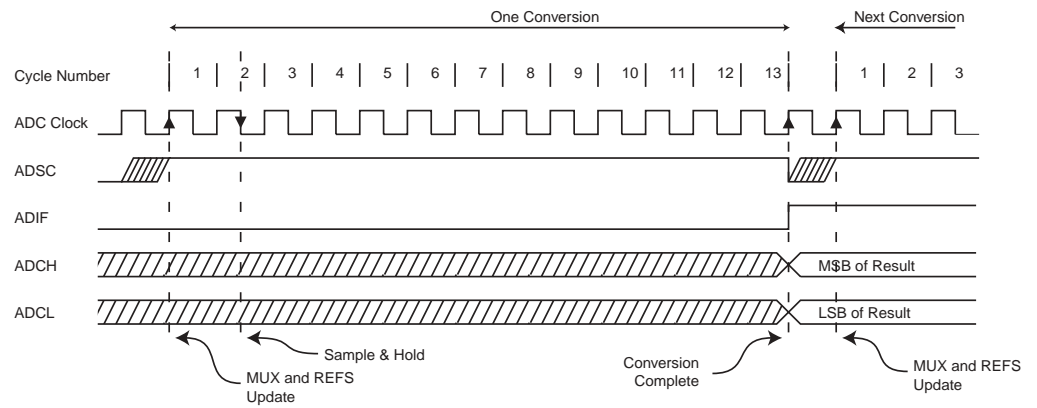 One Conversion
Next Conversion
Cycle Number
1 2 3 4 5 6 7 8 9 10 11 12 13 1 2 3
ADC Clock
ADSC
ADIF
ADCH
MSB of Result
ADCL
LSB of Result
Sample & Hold
MUX and REFS
Update
Conversion
Complete
MUX and REFS
Update